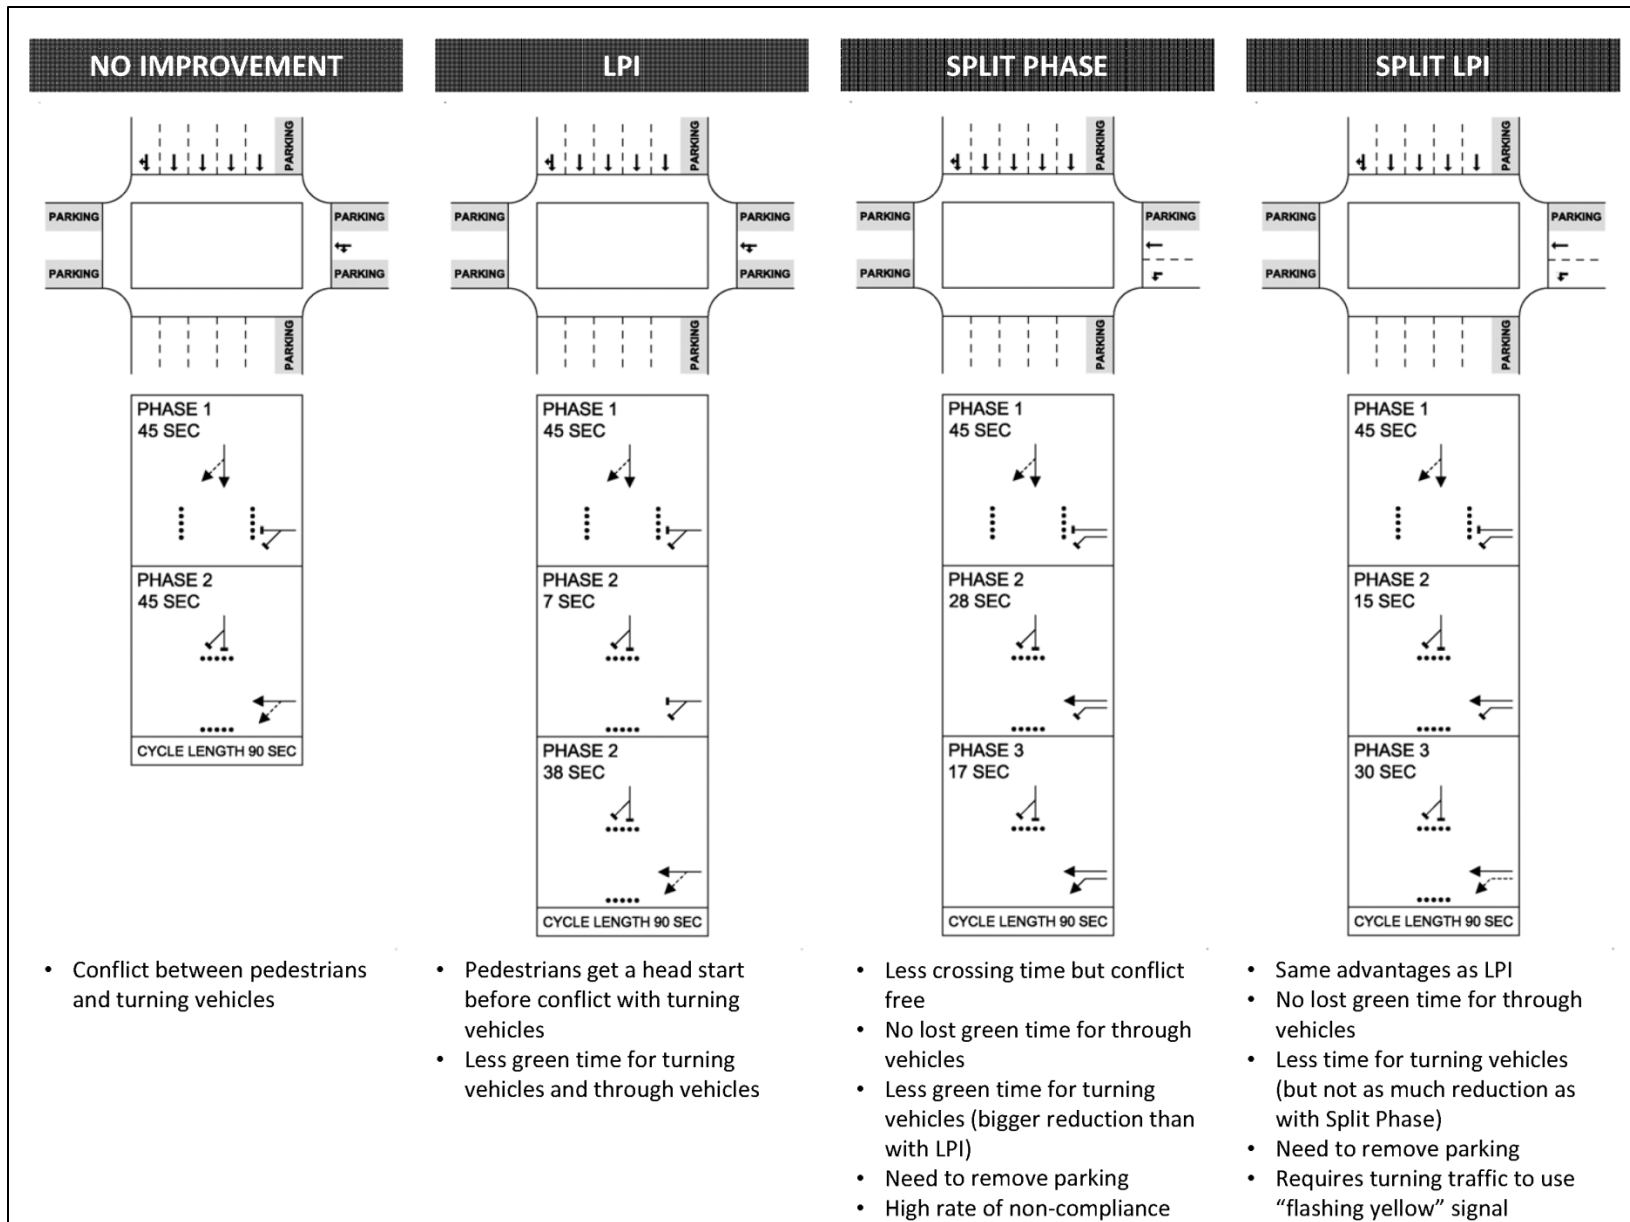 NO IMPROVEMENT
PARKING
PARKING
PARKING
PARKING
PARKING
PARKING
PHASE 1
45 SEC
PHASE 2
45 SEC
CYCLE LENGTH 90 SEC
• Conflict between pedestrians
and turning vehicles
LPI
PARKING
PARKING
PARKING
PARKING
PARKING
PARKING
PHASE 1
45 SEC
PHASE 2
7 SEC
PHASE 2
38 SEC
CYCLE LENGTH 90 SEC
• Pedestrians get a head start
before conflict with turning
vehicles
• Less green time for turning
vehicles and through vehicles
SPLIT PHASE
PARKING
PARKING
PARKING
PARKING
PARKING
PHASE 1
45 SEC
PHASE 2
28 SEC
PHASE 3
17 SEC
CYCLE LENGTH 90 SEC
• Less crossing time but conflict
free
• No lost green time for through
vehicles
• Less green time for turning
vehicles (bigger reduction than
with LPI)
• Need to remove parking
• High rate of non-compliance
SPLIT LPI
PARKING
PARKING
PARKING
PARKING
PARKING
PHASE 1
45 SEC
PHASE 2
15 SEC
PHASE 3
30 SEC
CYCLE LENGTH 90 SEC
• Same advantages as LPI
• No lost green time for through
vehicles
• Less time for turning vehicles
(but not as much reduction as
with Split Phase)
• Need to remove parking
• Requires turning traffic to use
“flashing yellow” signal